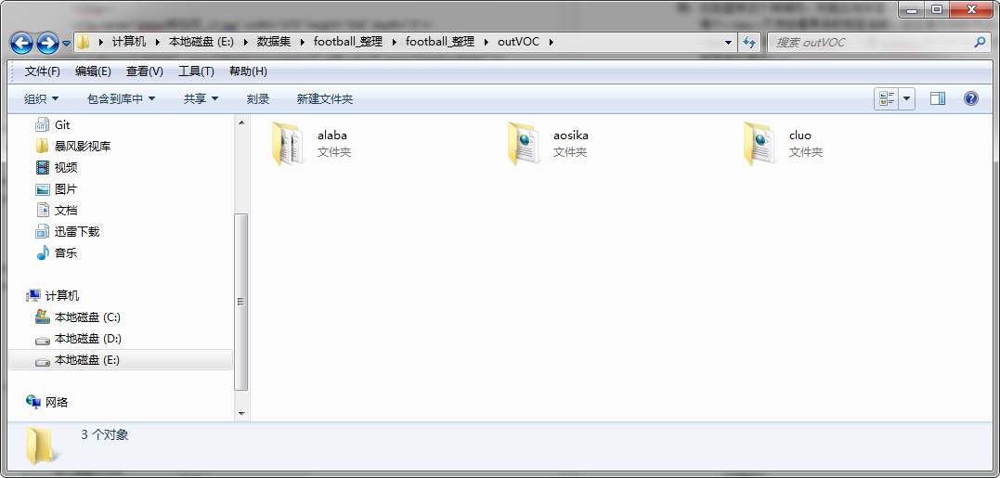 计算机 本地磁盘 (E:) 数据集 football_整理 football_整理 outVOC
搜索 outVOC
文件(F) 编辑(E) 查看(V) 工具(T) 帮助(H)
组织 包含到库中 共享 刻录 新建文件夹
Git
暴风影视库
视频
图片
文档
迅雷下载
音乐
计算机
本地磁盘 (C:)
本地磁盘 (D:)
本地磁盘 (E:)
网络
alaba
文件夹
aosika
文件夹
cluo
文件夹
3 个对象